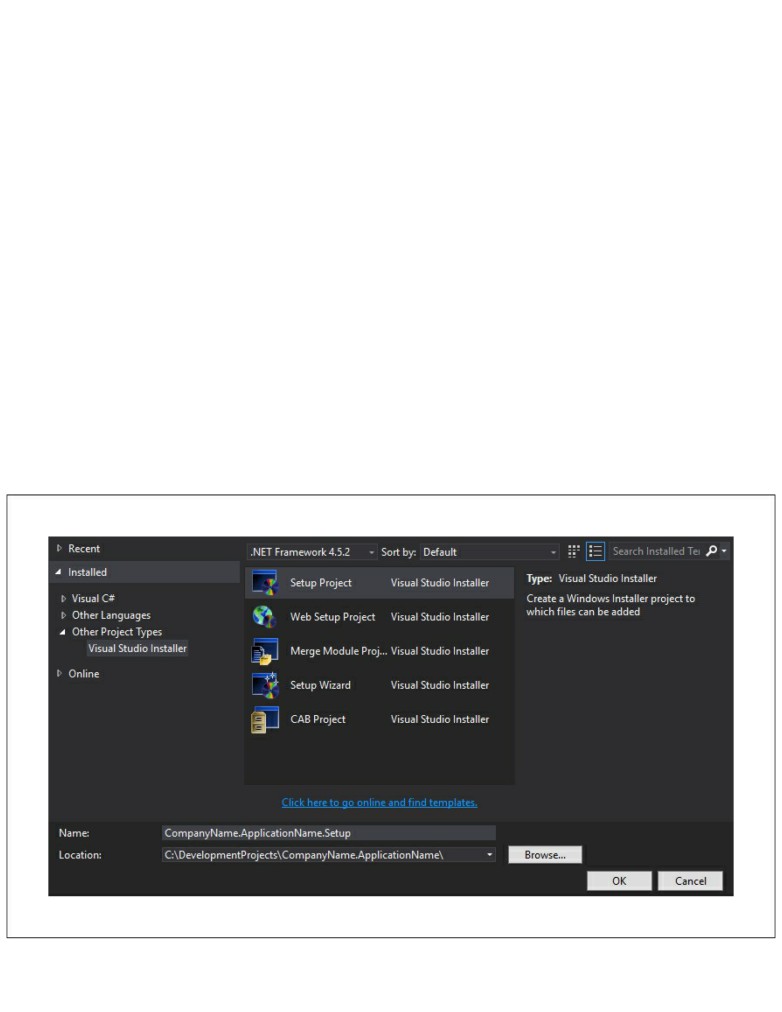 Recent
Installed
Visual C#
Other Languages
Other Project Types
Visual Studio Installer
Online
.NET Framework 4.5.2 Sort by: Default
Search Installed Te
Setup Project Visual Studio Installer
Web Setup Project Visual Studio Installer
Merge Module Proj... Visual Studio Installer
Setup Wizard Visual Studio Installer
CAB Project Visual Studio Installer
Click here to go online and find templates.
Type: Visual Studio Installer
Create a Windows Installer project to
which files can be added
Name: CompanyName.ApplicationName.Setup
Location: C:\DevelopmentProjects\CompanyName.ApplicationName\ Browse...
OK Cancel